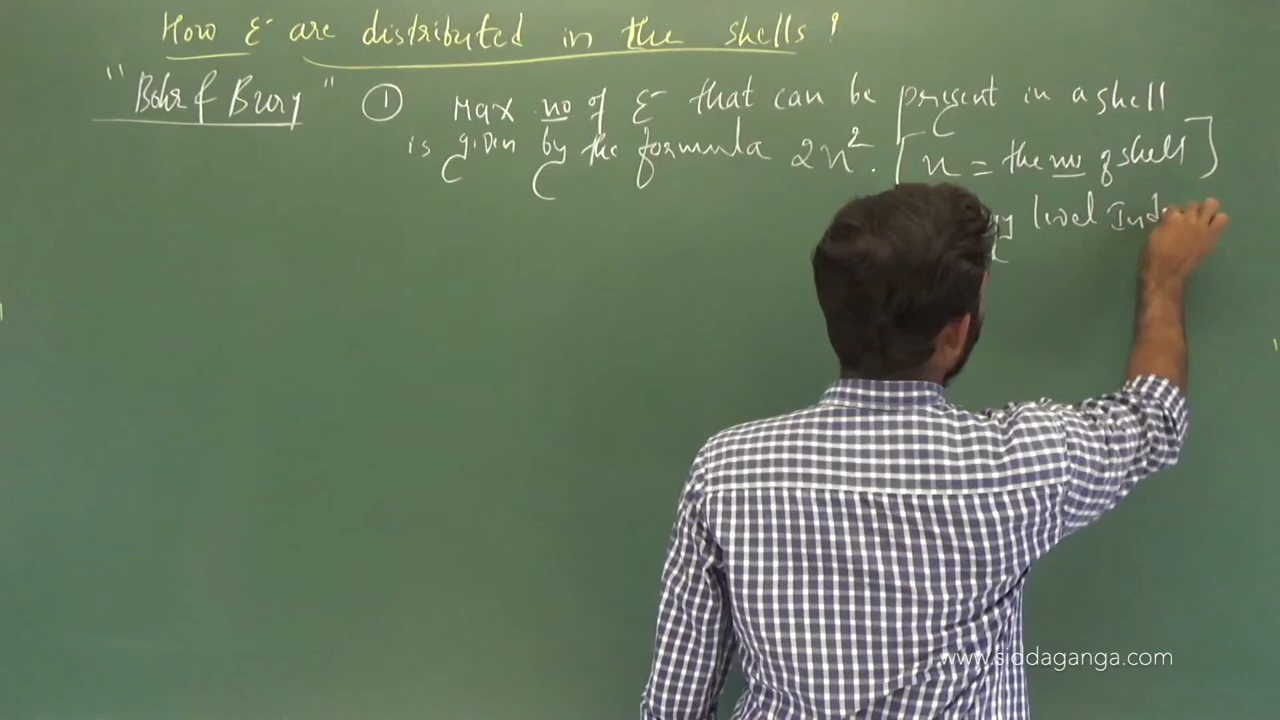 How e⁻ are distributed in the shells?
"Bohr & Bury" ① Max no of e⁻ that can be present in a shell
is given by the formula 2n². [n = the no of shell]
level Ind
www.siddaganga.com